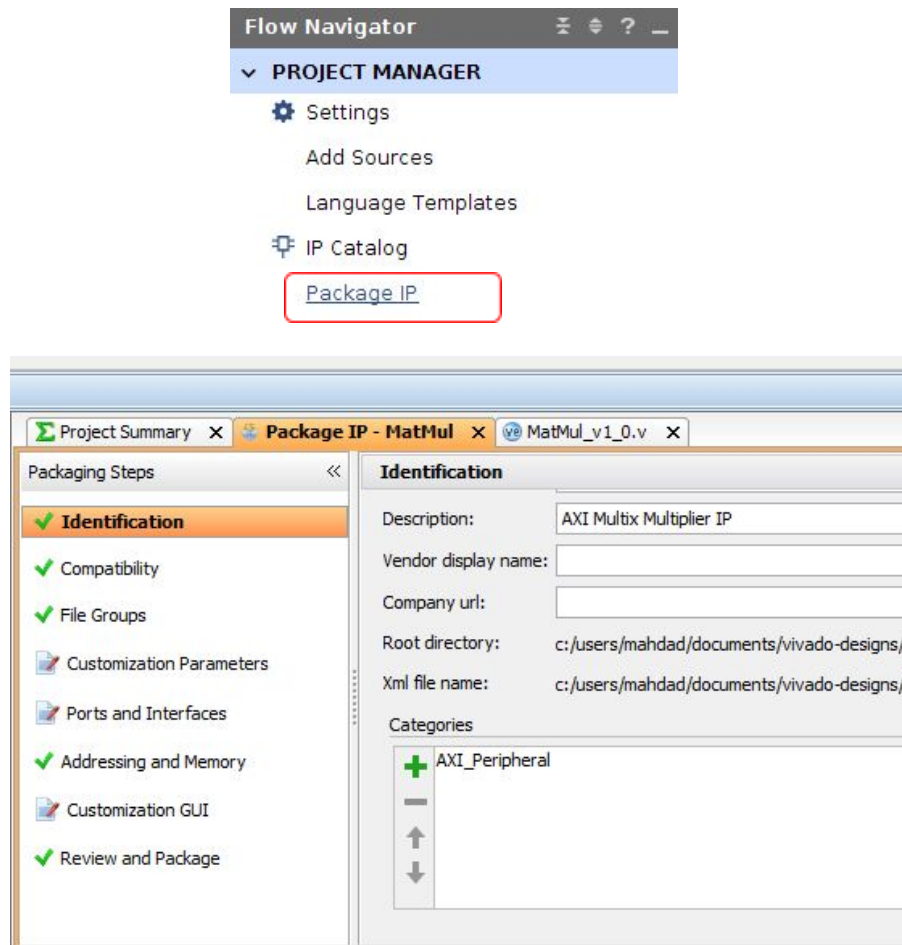 Flow Navigator ? _
PROJECT MANAGER
Settings
Add Sources
Language Templates
IP Catalog
Package IP
Σ Project Summary X Package IP - MatMul X ve MatMul_v1_0.v X
Packaging Steps «
Identification
Compatibility
File Groups
Customization Parameters
Ports and Interfaces
Addressing and Memory
Customization GUI
Review and Package
Identification
Description: AXI Multix Multiplier IP
Vendor display name:
Company url:
Root directory: c:/users/mahdad/documents/vivado-designs/
Xml file name: c:/users/mahdad/documents/vivado-designs/
Categories
AXI_Peripheral